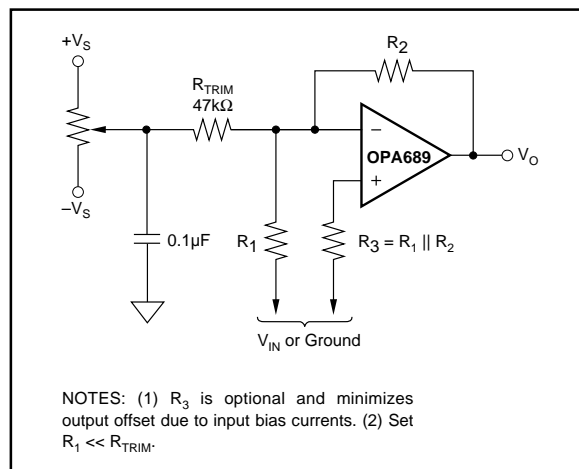 +VS
RTRIM
47kΩ
R2
−
OPA689
+
VO
−VS
0.1µF
R1
R3 = R1 || R2
VIN or Ground
NOTES: (1) R3 is optional and minimizes
output offset due to input bias currents. (2) Set
R1 << RTRIM.